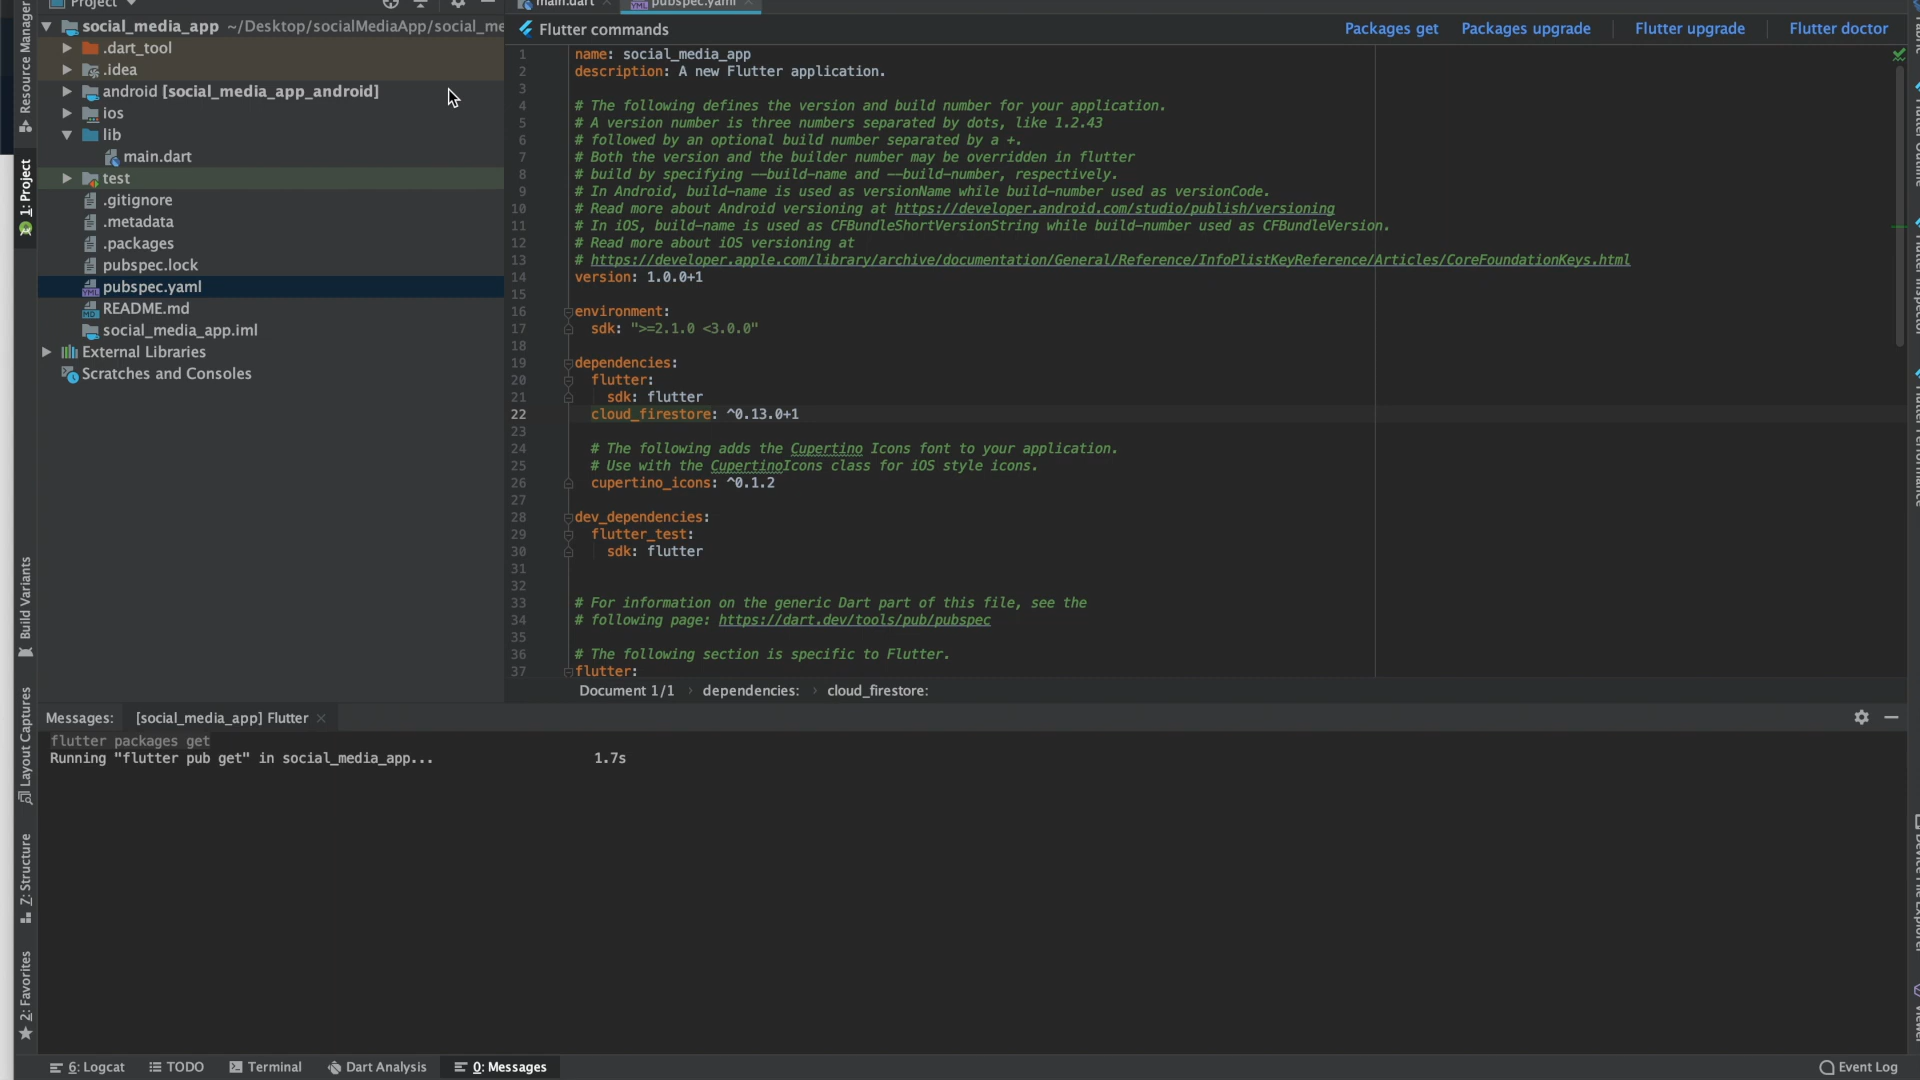 Project
main.dart
pubspec.yaml
social_media_app ~/Desktop/socialMediaApp/social_me
Flutter commands
Packages get
Packages upgrade
Flutter upgrade
Flutter doctor
.dart_tool
.idea
android [social_media_app_android]
ios
lib
main.dart
test
.gitignore
.metadata
.packages
pubspec.lock
pubspec.yaml
README.md
social_media_app.iml
External Libraries
Scratches and Consoles
Resource Manager
1: Project
Build Variants
Layout Captures
Z: Structure
2: Favorites
1 name: social_media_app
2 description: A new Flutter application.
3
4 # The following defines the version and build number for your application.
5 # A version number is three numbers separated by dots, like 1.2.43
6 # followed by an optional build number separated by a +.
7 # Both the version and the builder number may be overridden in flutter
8 # build by specifying --build-name and --build-number, respectively.
9 # In Android, build-name is used as versionName while build-number used as versionCode.
10 # Read more about Android versioning at https://developer.android.com/studio/publish/versioning
11 # In iOS, build-name is used as CFBundleShortVersionString while build-number used as CFBundleVersion.
12 # Read more about iOS versioning at
13 # https://developer.apple.com/library/archive/documentation/General/Reference/InfoPlistKeyReference/Articles/CoreFoundationKeys.html
14 version: 1.0.0+1
15
16 environment:
17 sdk: ">=2.1.0 <3.0.0"
18
19 dependencies:
20 flutter:
21 sdk: flutter
22 cloud_firestore: ^0.13.0+1
23
24 # The following adds the Cupertino Icons font to your application.
25 # Use with the CupertinoIcons class for iOS style icons.
26 cupertino_icons: ^0.1.2
27
28 dev_dependencies:
29 flutter_test:
30 sdk: flutter
31
32
33 # For information on the generic Dart part of this file, see the
34 # following page: https://dart.dev/tools/pub/pubspec
35
36 # The following section is specific to Flutter.
37 flutter:
Document 1/1 › dependencies: › cloud_firestore:
Messages: [social_media_app] Flutter
flutter packages get
Running "flutter pub get" in social_media_app... 1.7s
6: Logcat
TODO
Terminal
Dart Analysis
0: Messages
Event Log